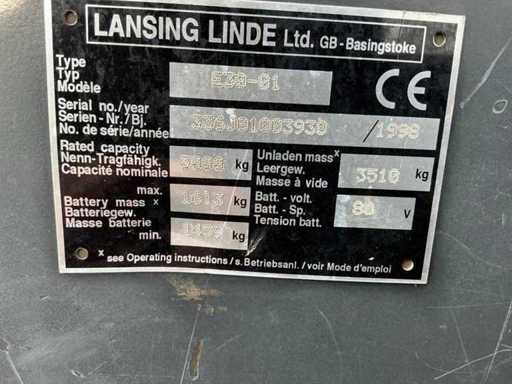 LANSING LINDE Ltd. GB-Basingstoke
Type
Typ
Modèle
E30-01
CE
Serial no./year
Serien-Nr./Bj.
No. de série/année
/1998
Rated capacity
Nenn-Tragfähigk.
Capacité nominale
kg
Unladen mass x
Leergew.
Masse à vide
3510 kg
max.
Battery mass x
Batteriegew.
Masse batterie
min.
1613 kg
kg
Batt.- volt.
Batt.- Sp.
Tension batt.
80 V
x see Operating instructions / s. Betriebsanl. / voir Mode d'emploi